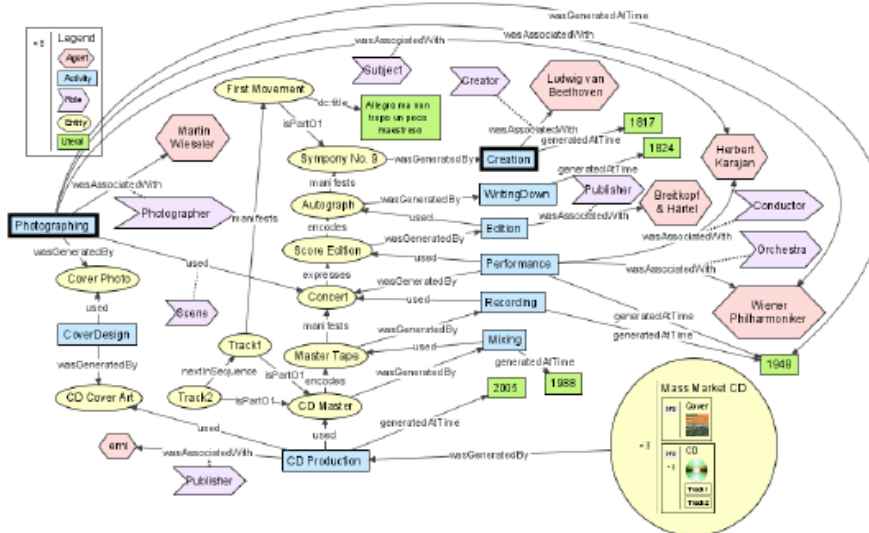 Legend
Agent
Activity
Role
Entity
Literal
wasGeneratedAtTime
wasAssociatedWith
wasAssociatedWith
Subject
Creator
Ludwig van
Beethoven
First Movement
dc:title
Allegro ma non
tropo un poco
maestreso
isPartOf
wasAssociatedWith
1817
generatedAtTime
Martin
Wieseler
Sympony No. 9
wasGeneratedBy
Creation
1824
Herbert
Karajan
generatedAtTime
manifests
wasAssociatedWith
Autograph
wasGeneratedBy
WritingDown
Publisher
Breitkopf
& Härtel
Conductor
Photographing
Photographer
manifests
encodes
used
Edition
wasAssociatedWith
wasGeneratedBy
Score Edition
wasGeneratedBy
used
Performance
wasAssociatedWith
Orchestra
wasAssociatedWith
Cover Photo
used
expresses
wasGeneratedBy
Concert
used
Recording
generatedAtTime
Wiener
Philharmoniker
used
Scene
manifests
wasGeneratedBy
generatedAtTime
CoverDesign
Track1
Master Tape
used
Mixing
1948
wasGeneratedBy
nextInSequence
isPartOf
encodes
wasGeneratedBy
generatedAtTime
CD Cover Art
Track2
isPartOf
CD Master
2005
1988
Mass Market CD
Cover
used
used
generatedAtTime
emi
wasAssociatedWith
CD Production
wasGeneratedBy
CD
Publisher
Track1
Track2